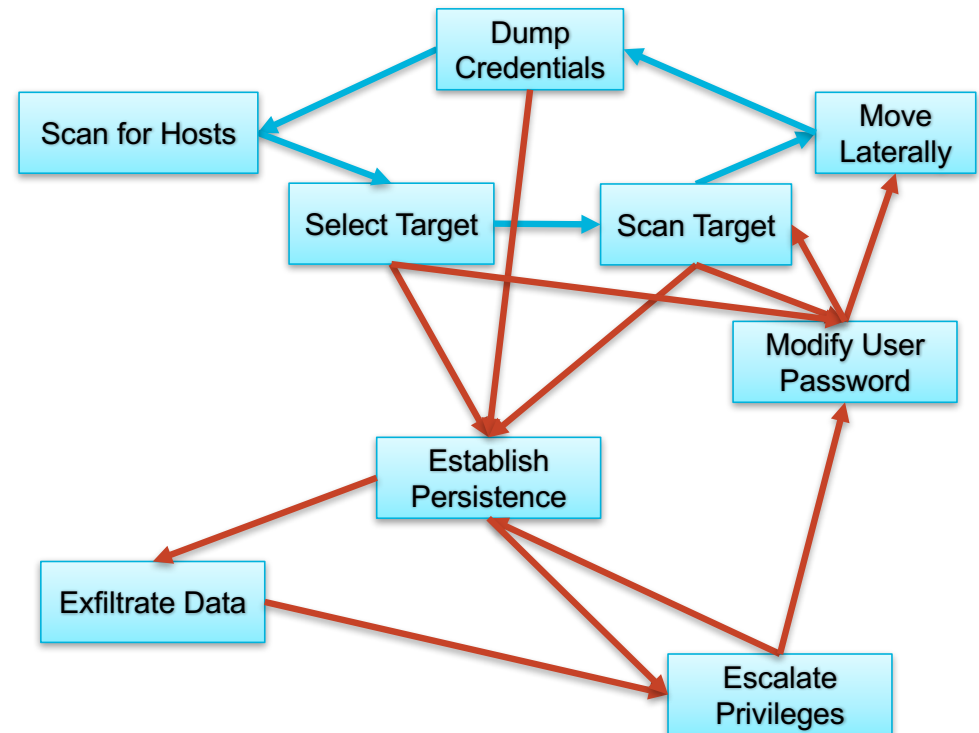 Dump
Credentials
Scan for Hosts
Move
Laterally
Select Target
Scan Target
Modify User
Password
Establish
Persistence
Exfiltrate Data
Escalate
Privileges